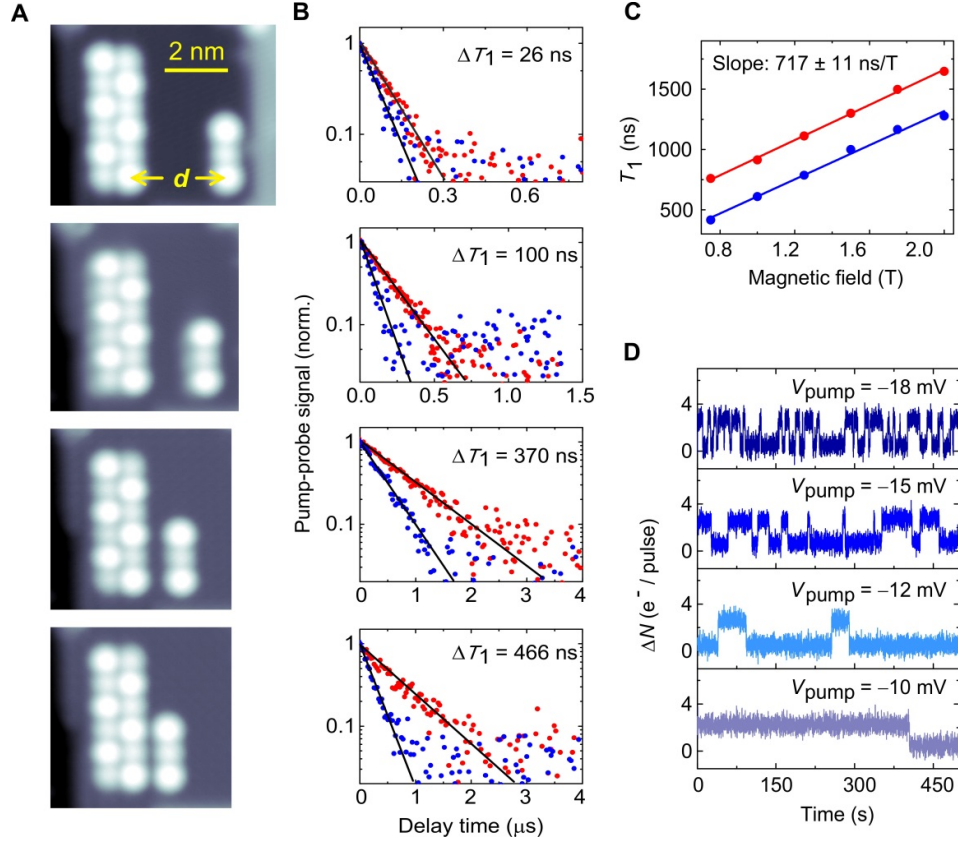 A
2 nm
d
B
Pump-probe signal (norm.)
ΔT1 = 26 ns
1
0.1
0.0 0.3 0.6
ΔT1 = 100 ns
1
0.1
0.0 0.5 1.0 1.5
ΔT1 = 370 ns
1
0.1
0 1 2 3 4
ΔT1 = 466 ns
1
0.1
0 1 2 3 4
Delay time (μs)
C
Slope: 717 ± 11 ns/T
T1 (ns)
1500
1000
500
0.8 1.2 1.6 2.0
Magnetic field (T)
D
ΔN (e− / pulse)
Vpump = −18 mV
4
0
Vpump = −15 mV
4
0
Vpump = −12 mV
4
0
Vpump = −10 mV
4
0
0 150 300 450
Time (s)